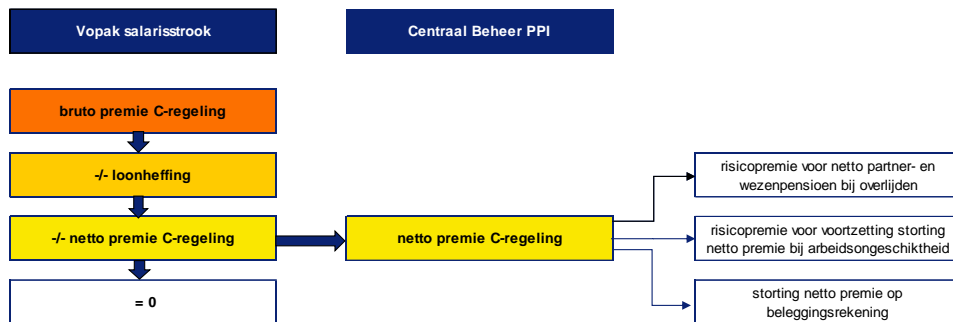 Vopak salarisstrook
Centraal Beheer PPI
bruto premie C-regeling
-/- loonheffing
-/- netto premie C-regeling
= 0
netto premie C-regeling
risicopremie voor netto partner- en
wezenpensioen bij overlijden
risicopremie voor voortzetting storting
netto premie bij arbeidsongeschiktheid
storting netto premie op
beleggingsrekening